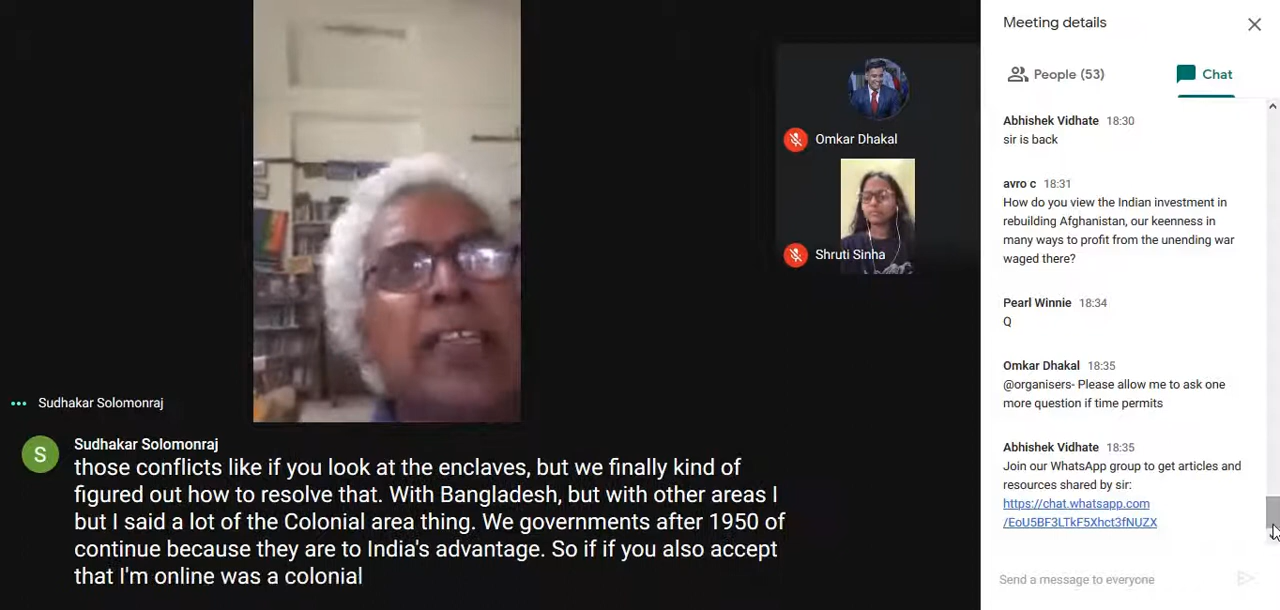 Meeting details
People (53)
Chat
Abhishek Vidhate 18:30
sir is back
avro c 18:31
How do you view the Indian investment in
rebuilding Afghanistan, our keenness in
many ways to profit from the unending war
waged there?
Pearl Winnie 18:34
Q
Omkar Dhakal 18:35
@organisers- Please allow me to ask one
more question if time permits
Abhishek Vidhate 18:35
Join our WhatsApp group to get articles and
resources shared by sir:
https://chat.whatsapp.com
/EoU5BF3LTkF5Xhct3fNUZX
Send a message to everyone
Omkar Dhakal
Shruti Sinha
Sudhakar Solomonraj
S
Sudhakar Solomonraj
those conflicts like if you look at the enclaves, but we finally kind of
figured out how to resolve that. With Bangladesh, but with other areas I
but I said a lot of the Colonial area thing. We governments after 1950 of
continue because they are to India's advantage. So if if you also accept
that I'm online was a colonial